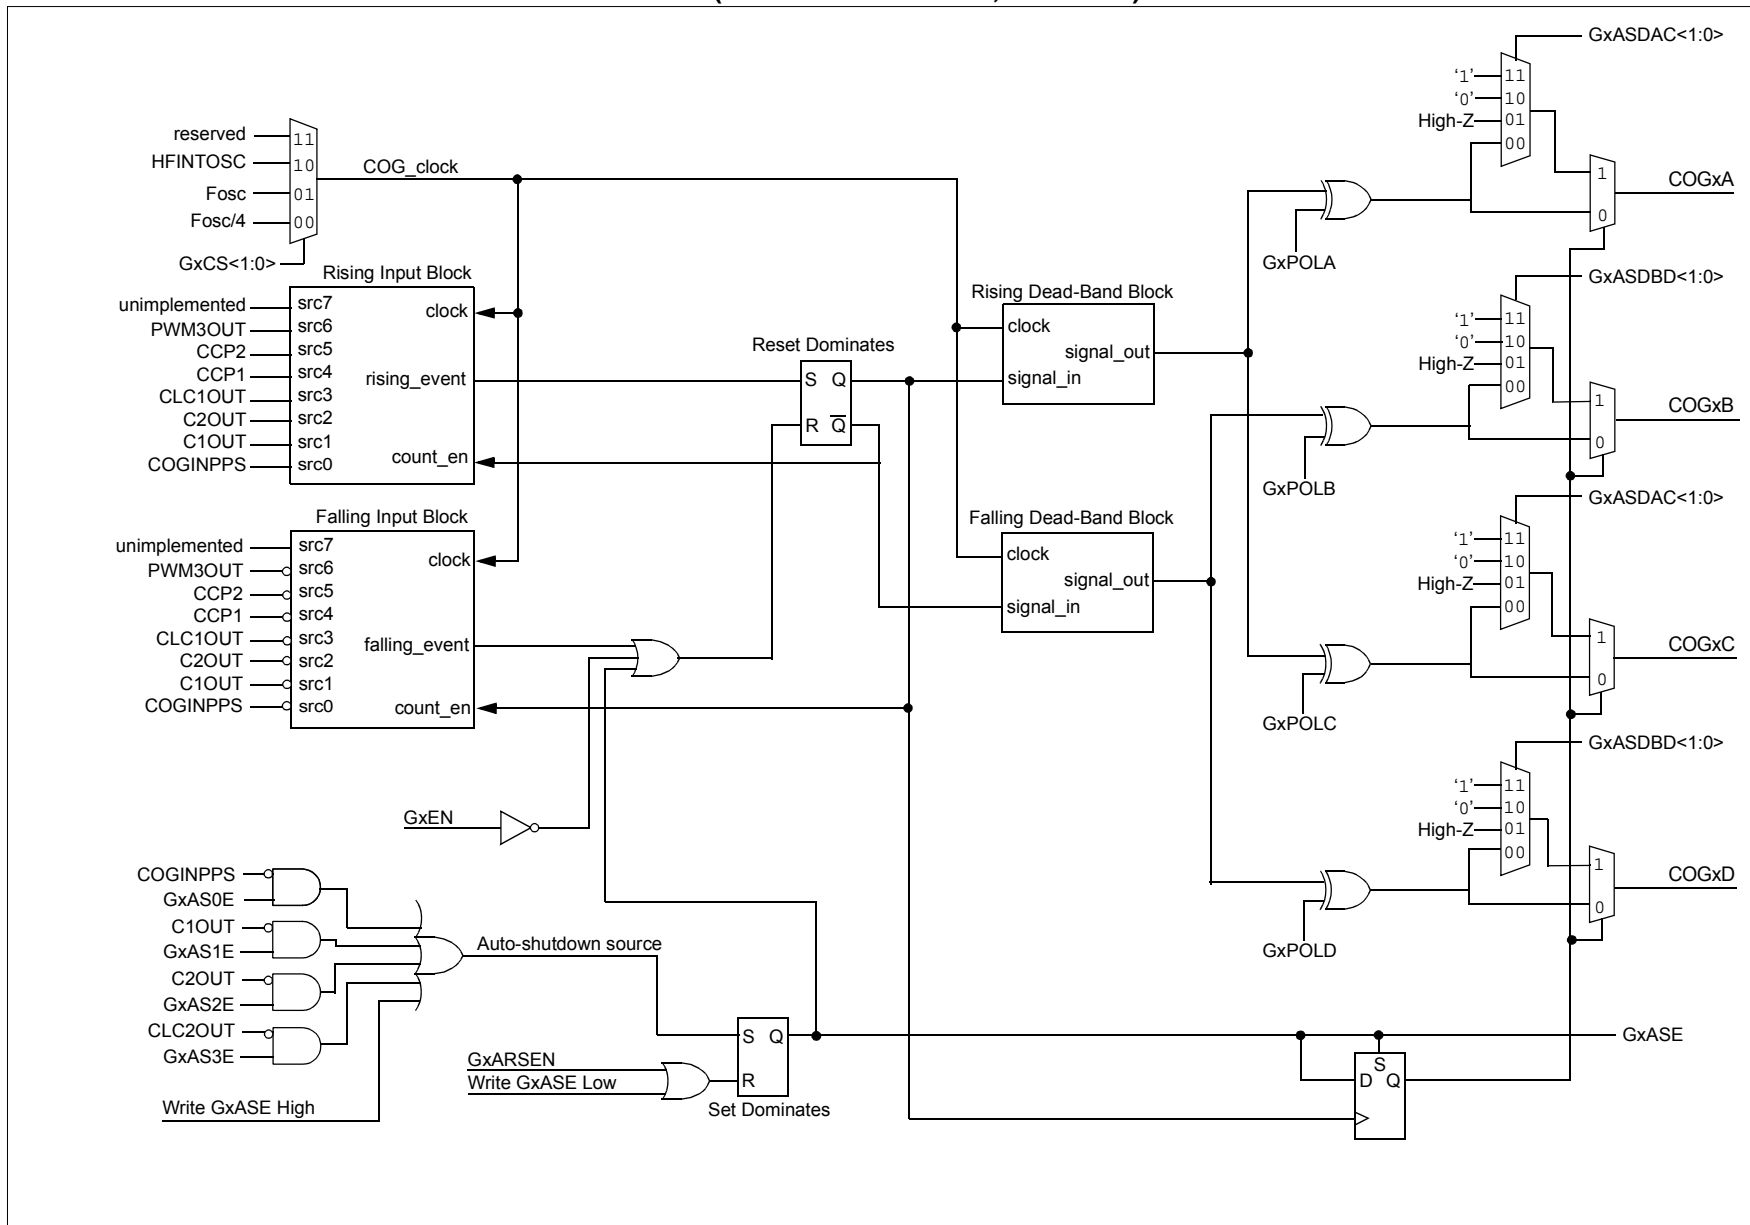 GxASDAC<1:0>
'1' 11
'0' 10
High-Z 01
00
1
0
COGxA
GxPOLA
reserved 11
HFINTOSC 10
Fosc 01
Fosc/4 00
GxCS<1:0>
COG_clock
Rising Input Block
unimplemented src7
PWM3OUT src6
CCP2 src5
CCP1 src4
CLC1OUT src3
C2OUT src2
C1OUT src1
COGINPPS src0
clock
rising_event
count_en
Reset Dominates
S Q
R Q̅
Rising Dead-Band Block
clock
signal_out
signal_in
GxASDBD<1:0>
'1' 11
'0' 10
High-Z 01
00
1
0
COGxB
GxPOLB
Falling Input Block
unimplemented src7
PWM3OUT src6
CCP2 src5
CCP1 src4
CLC1OUT src3
C2OUT src2
C1OUT src1
COGINPPS src0
clock
falling_event
count_en
Falling Dead-Band Block
clock
signal_out
signal_in
GxASDAC<1:0>
'1' 11
'0' 10
High-Z 01
00
1
0
COGxC
GxPOLC
GxASDBD<1:0>
'1' 11
'0' 10
High-Z 01
00
1
0
COGxD
GxPOLD
GxEN
COGINPPS
GxAS0E
C1OUT
GxAS1E
C2OUT
GxAS2E
CLC2OUT
GxAS3E
Write GxASE High
Auto-shutdown source
GxARSEN
Write GxASE Low
S Q
R
Set Dominates
GxASE
S
D Q